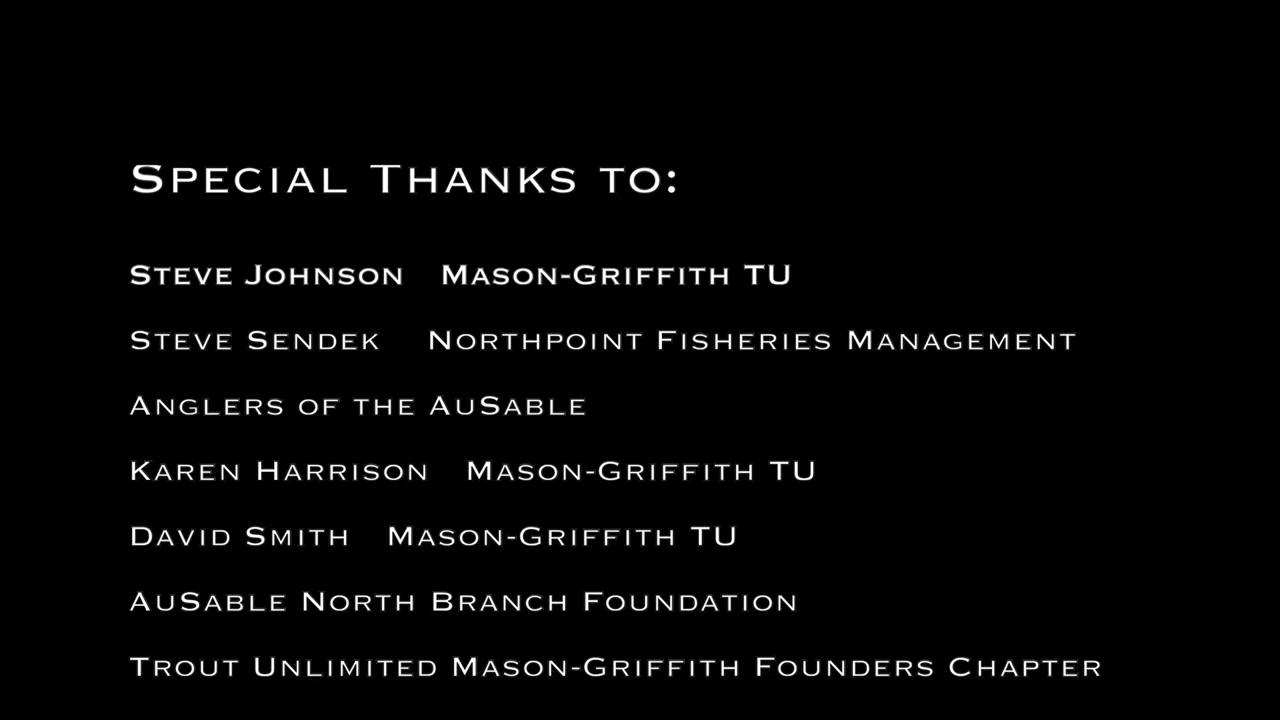 Special Thanks to:
Steve Johnson Mason-Griffith TU
Steve Sendek Northpoint Fisheries Management
Anglers of the AuSable
Karen Harrison Mason-Griffith TU
David Smith Mason-Griffith TU
AuSable North Branch Foundation
Trout Unlimited Mason-Griffith Founders Chapter